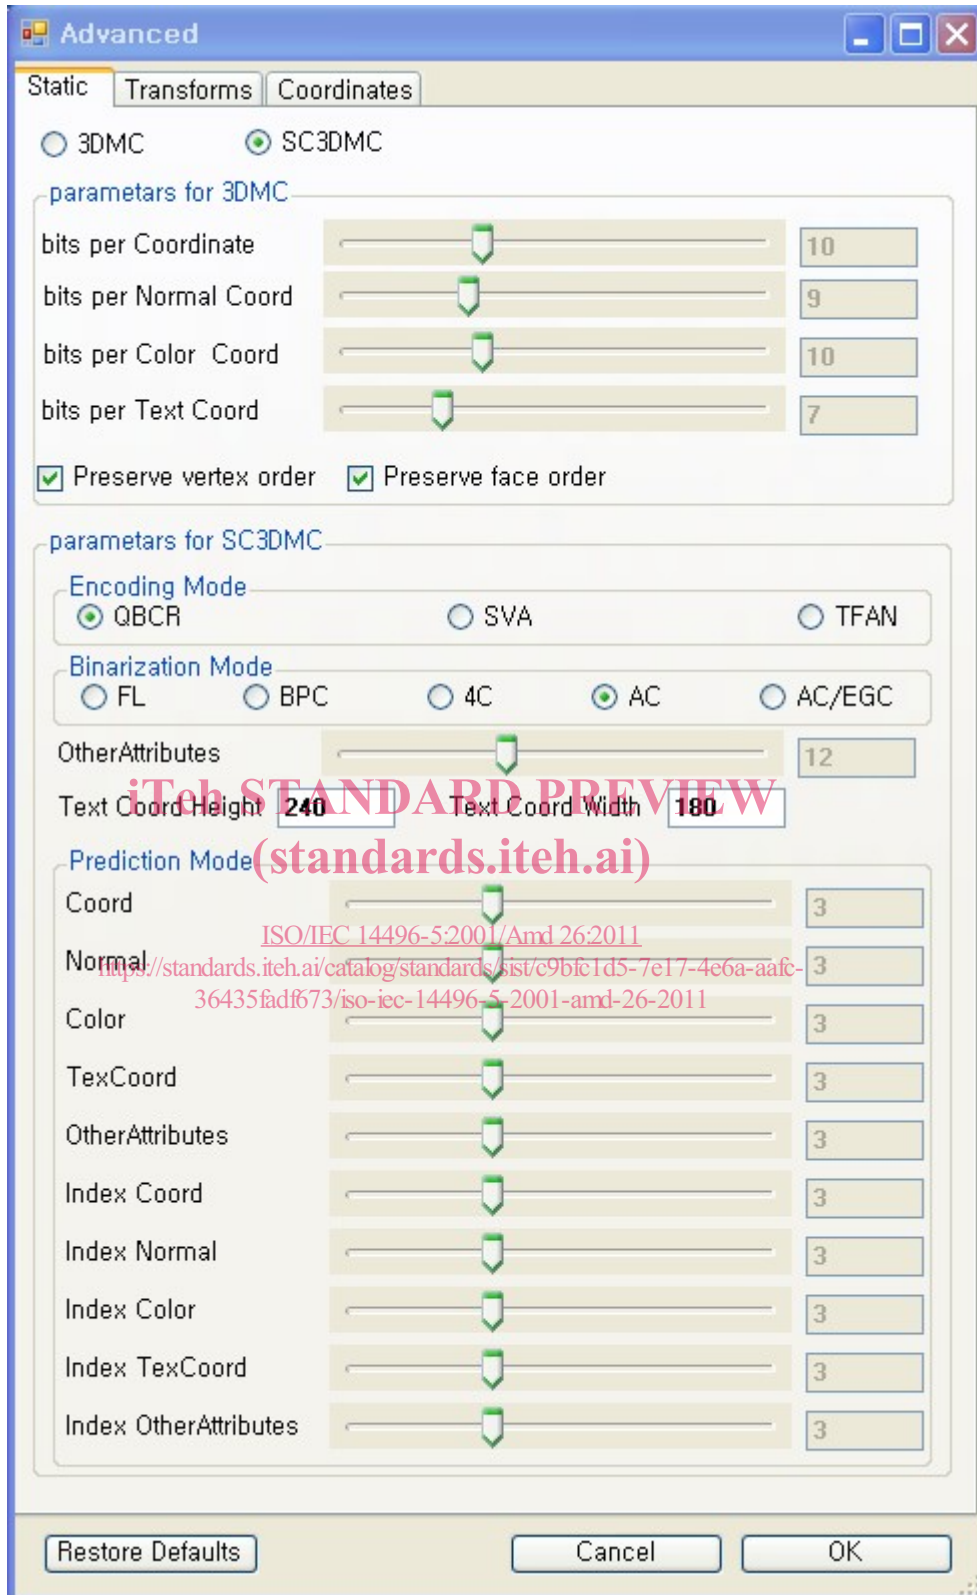 Advanced
Static Transforms Coordinates
3DMC SC3DMC
parametars for 3DMC
bits per Coordinate 10
bits per Normal Coord 9
bits per Color Coord 10
bits per Text Coord 7
Preserve vertex order Preserve face order
parametars for SC3DMC
Encoding Mode
QBCR SVA TFAN
Binarization Mode
FL BPC 4C AC AC/EGC
OtherAttributes 12
iTeh STANDARD PREVIEW
Text Coord Height 240 Text Coord Width 180
(standards.iteh.ai)
Prediction Mode
Coord 3
ISO/IEC 14496-5:2001/Amd 26:2011
Normal 3
https://standards.iteh.ai/catalog/standards/sist/c9bfc1d5-7e17-4e6a-aafc-
36435fadf673/iso-iec-14496-5-2001-amd-26-2011
Color 3
TexCoord 3
OtherAttributes 3
Index Coord 3
Index Normal 3
Index Color 3
Index TexCoord 3
Index OtherAttributes 3
Restore Defaults Cancel OK